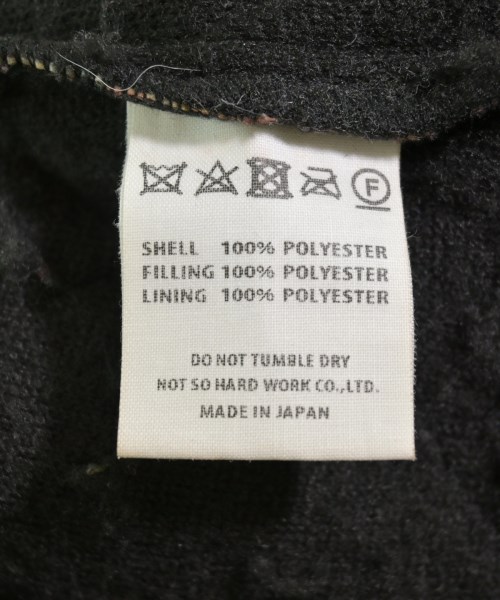 F
SHELL 100% POLYESTER
FILLING 100% POLYESTER
LINING 100% POLYESTER
DO NOT TUMBLE DRY
NOT SO HARD WORK CO.,LTD.
MADE IN JAPAN